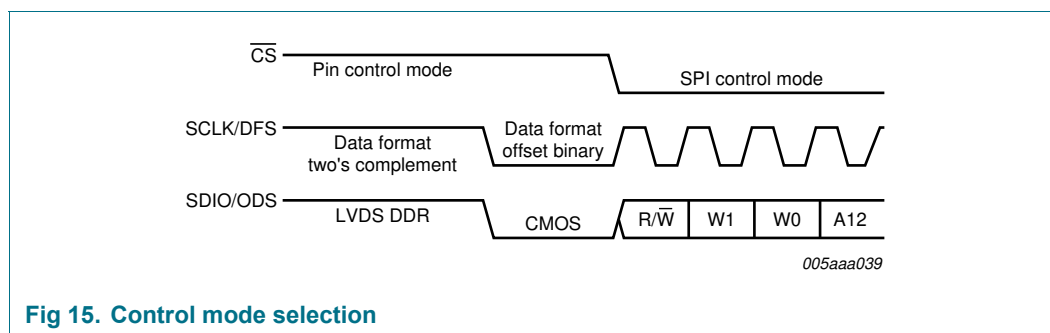 C̅S̅
Pin control mode
SPI control mode
SCLK/DFS
Data format
two's complement
Data format
offset binary
SDIO/ODS
LVDS DDR
CMOS
R/W̅
W1
W0
A12
005aaa039
Fig 15. Control mode selection